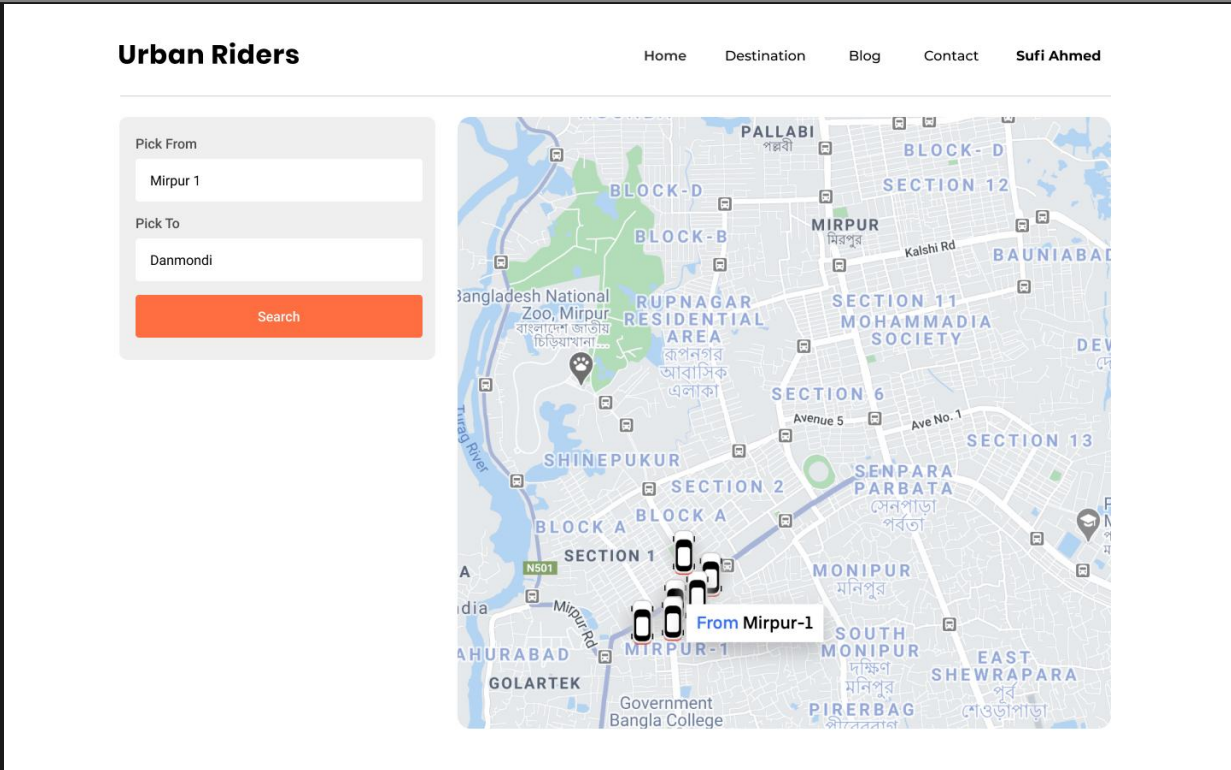 Urban Riders
Home
Destination
Blog
Contact
Sufi Ahmed
Pick From
Mirpur 1
Pick To
Danmondi
Search
PALLABI
পল্লবী
BLOCK- D
SECTION 12
BLOCK-D
MIRPUR
মিরপুর
BLOCK-B
Kalshi Rd
BAUNIABAD
Bangladesh National
Zoo, Mirpur
বাংলাদেশ জাতীয়
চিড়িয়াখানা...
RUPNAGAR
RESIDENTIAL
AREA
রূপনগর
আবাসিক
এলাকা
SECTION 11
MOHAMMADIA
SOCIETY
SECTION 6
Avenue 5
Ave No. 1
SECTION 13
Turag River
SHINEPUKUR
SECTION 2
SENPARA
PARBATA
সেনপাড়া
পর্বতা
BLOCK A
BLOCK A
SECTION 1
N501
MONIPUR
মনিপুর
Mirpur Rd
From Mirpur-1
MIRPUR-1
SOUTH
MONIPUR
দক্ষিণ
মনিপুর
EAST
SHEWRAPARA
পূর্ব
শেওড়াপাড়া
AHURABAD
GOLARTEK
Government
Bangla College
PIRERBAG